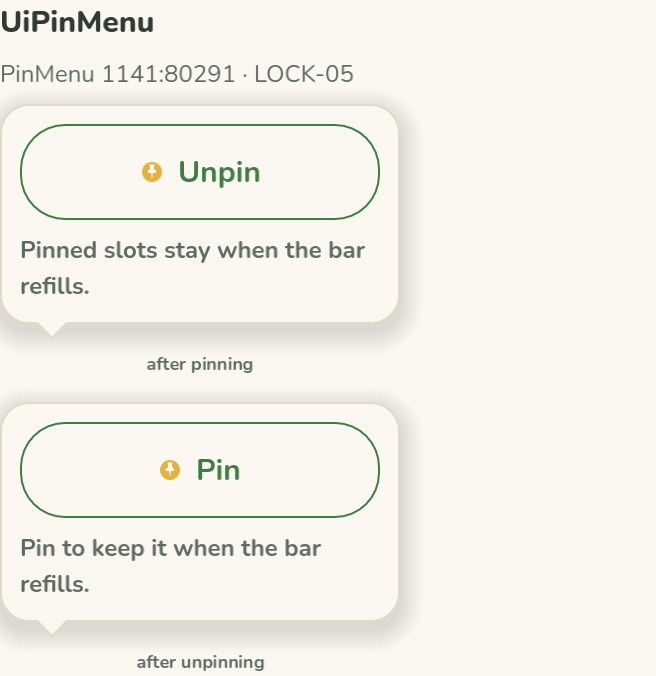 UiPinMenu
PinMenu 1141:80291 · LOCK-05
Unpin
Pinned slots stay when the bar
refills.
after pinning
Pin
Pin to keep it when the bar
refills.
after unpinning